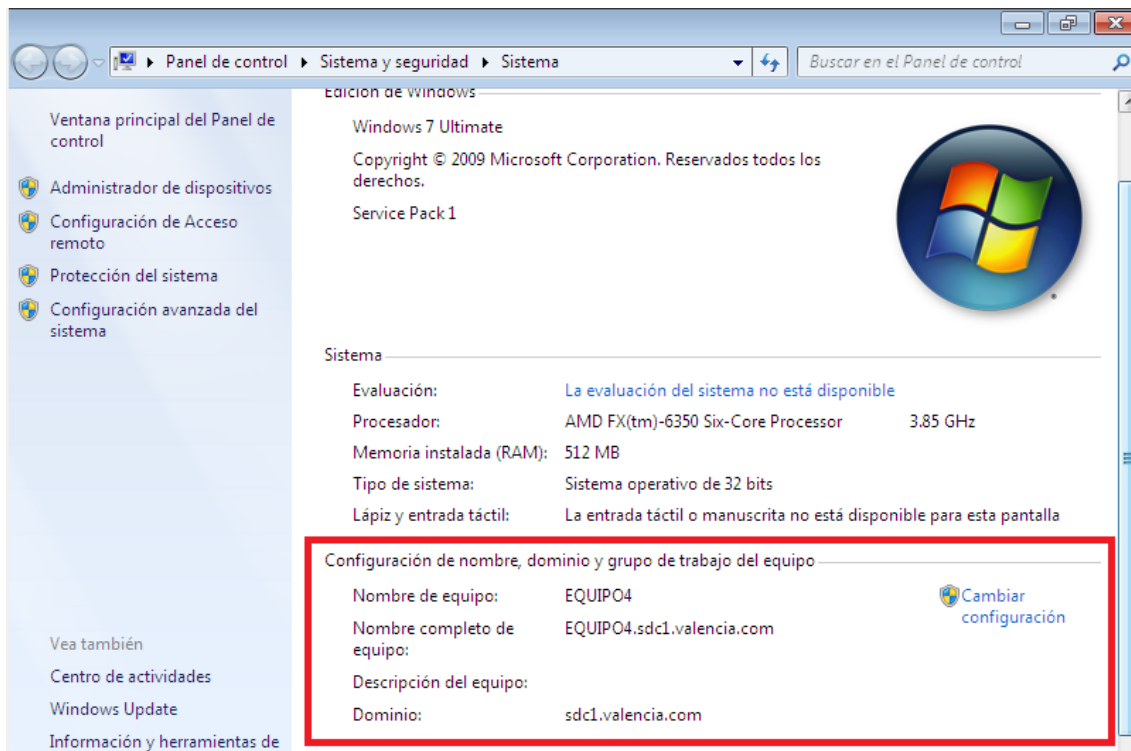 Panel de control ▸ Sistema y seguridad ▸ Sistema
Buscar en el Panel de control
Ventana principal del Panel de
control
Administrador de dispositivos
Configuración de Acceso
remoto
Protección del sistema
Configuración avanzada del
sistema
Vea también
Centro de actividades
Windows Update
Información y herramientas de
Edición de Windows
Windows 7 Ultimate
Copyright © 2009 Microsoft Corporation. Reservados todos los
derechos.
Service Pack 1
Sistema
Evaluación: La evaluación del sistema no está disponible
Procesador: AMD FX(tm)-6350 Six-Core Processor 3.85 GHz
Memoria instalada (RAM): 512 MB
Tipo de sistema: Sistema operativo de 32 bits
Lápiz y entrada táctil: La entrada táctil o manuscrita no está disponible para esta pantalla
Configuración de nombre, dominio y grupo de trabajo del equipo
Nombre de equipo: EQUIPO4
Cambiar
configuración
Nombre completo de
equipo:
EQUIPO4.sdc1.valencia.com
Descripción del equipo:
Dominio: sdc1.valencia.com